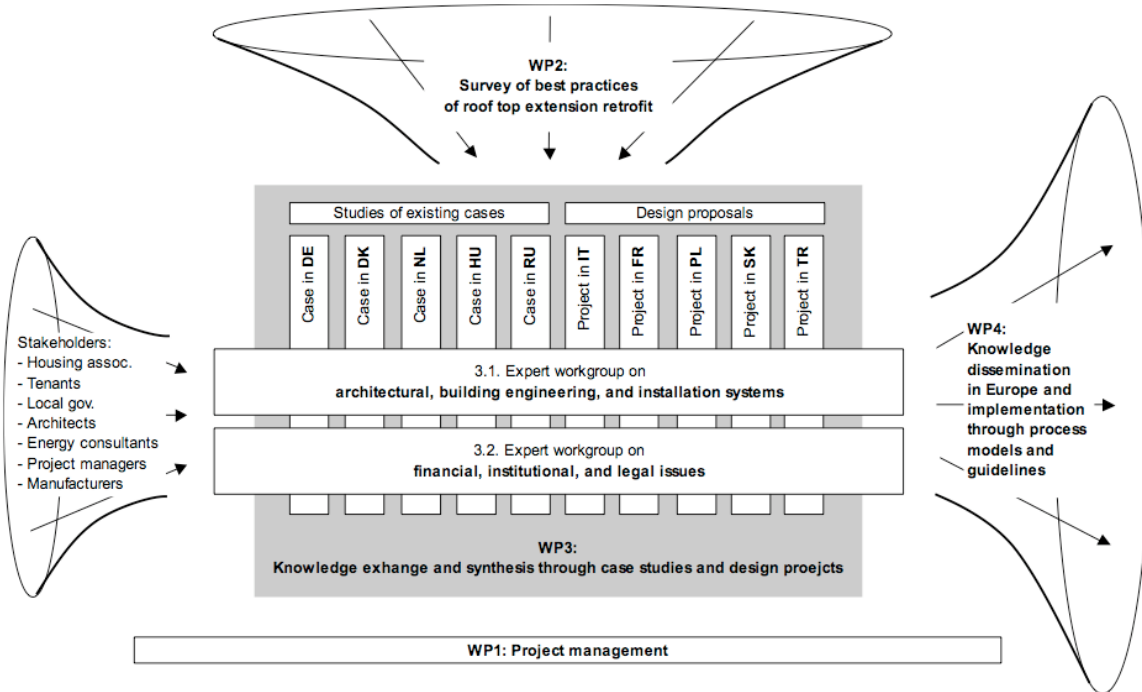 WP2:
Survey of best practices
of roof top extension retrofit
Studies of existing cases
Design proposals
Case in DE
Case in DK
Case in NL
Case in HU
Case in RU
Project in IT
Project in FR
Project in PL
Project in SK
Project in TR
Stakeholders:
- Housing assoc.
- Tenants
- Local gov.
- Architects
- Energy consultants
- Project managers
- Manufacturers
3.1. Expert workgroup on
architectural, building engineering, and installation systems
3.2. Expert workgroup on
financial, institutional, and legal issues
WP4:
Knowledge
dissemination
in Europe and
implementation
through process
models and
guidelines
WP3:
Knowledge exhange and synthesis through case studies and design proejcts
WP1: Project management